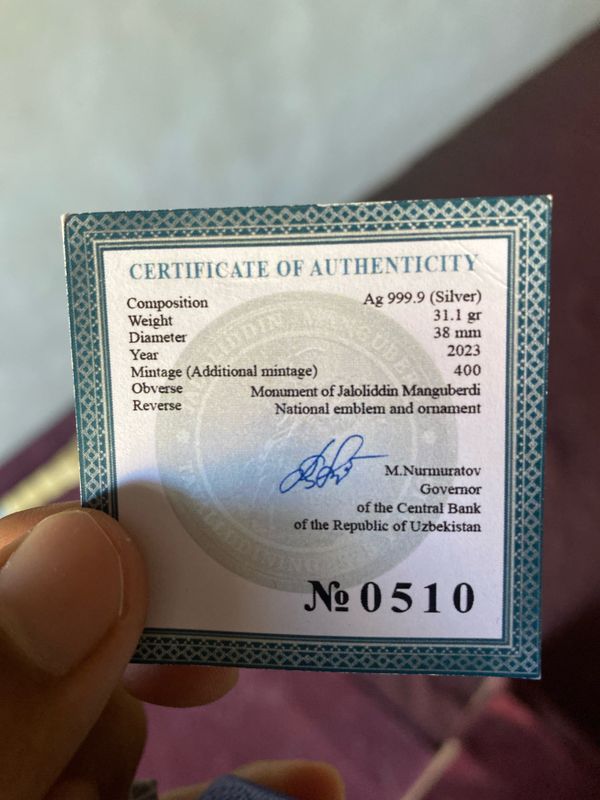 CERTIFICATE OF AUTHENTICITY
Composition Ag 999.9 (Silver)
Weight 31.1 gr
Diameter 38 mm
Year 2023
Mintage (Additional mintage) 400
Obverse Monument of Jaloliddin Manguberdi
Reverse National emblem and ornament
M.Nurmuratov
Governor
of the Central Bank
of the Republic of Uzbekistan
№ 0510